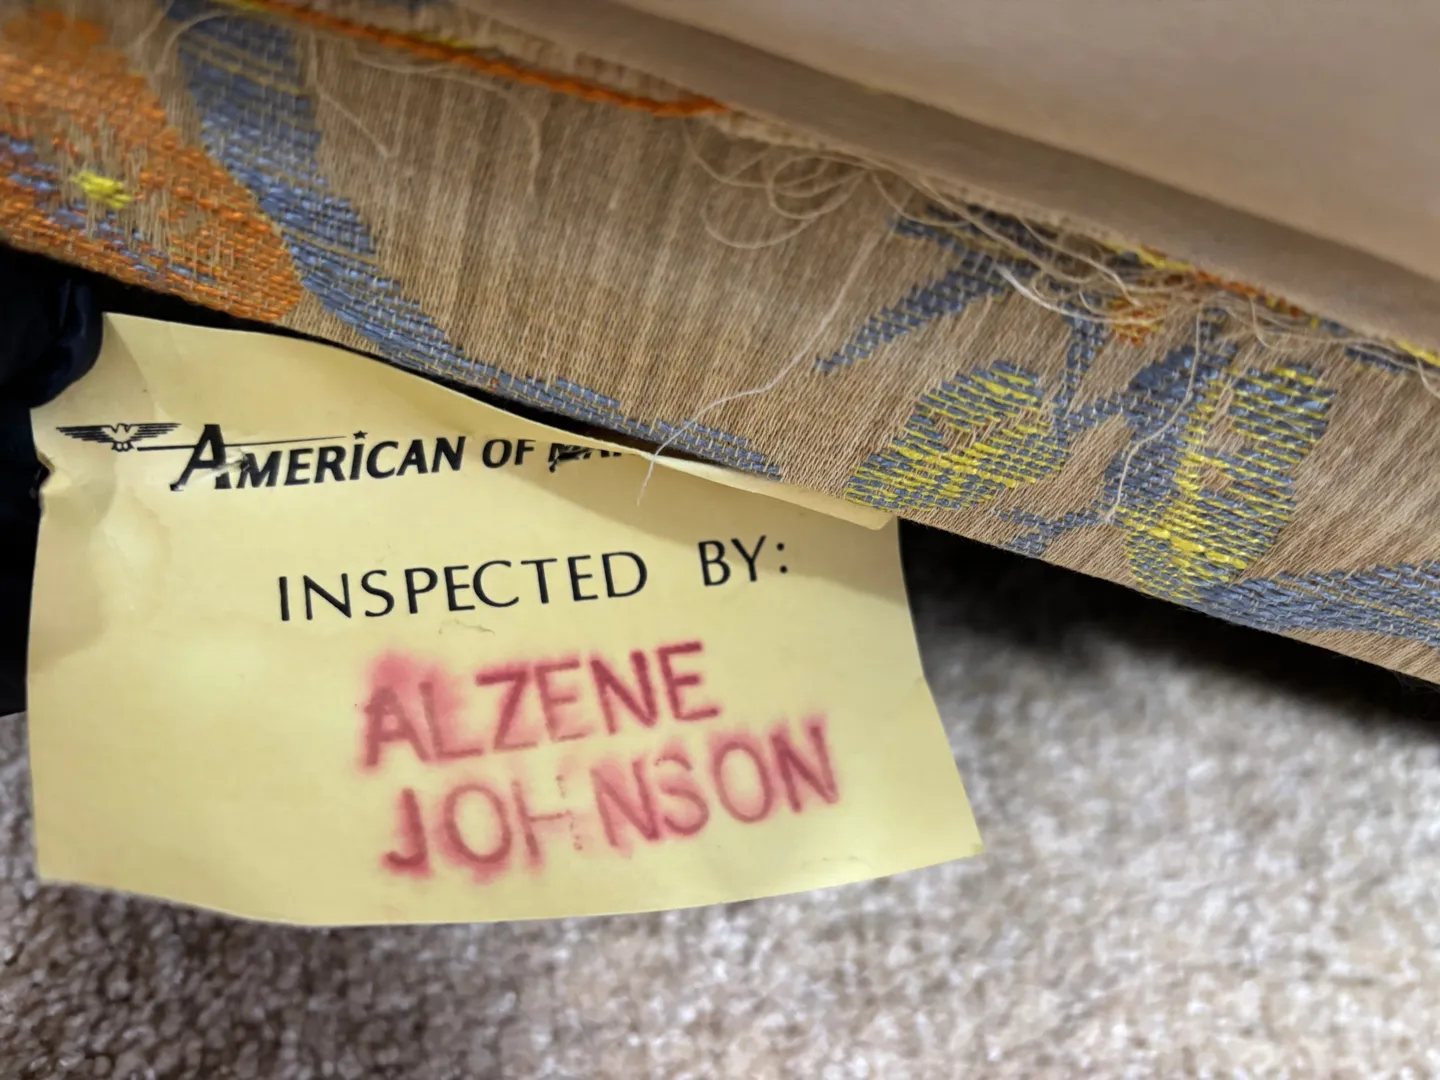 AMERICAN OF
INSPECTED BY:
ALZENE
JOHNSON